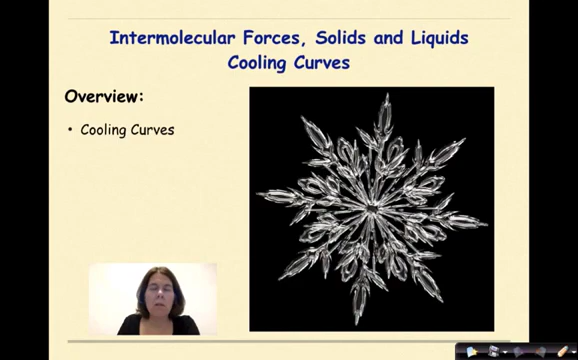 Intermolecular Forces, Solids and Liquids
Cooling Curves
Overview:
• Cooling Curves